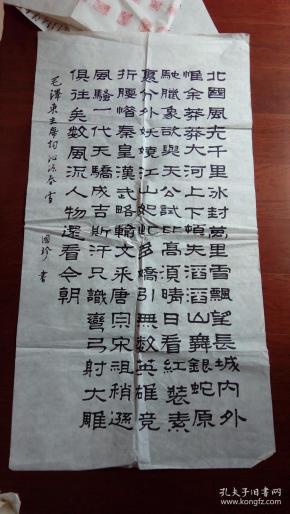 北國風光千里冰封萬里雪飄望長城內外
惟余莽莽大河上下頓失滔滔山舞銀蛇原
馳臘象欲與天公試比高須晴日看紅裝素
裹分外妖嬈江山如此多嬌引無數英雄競
折腰惜秦皇漢武略輸文采唐宗宋祖稍遜
風騷一代天驕成吉斯汗只識彎弓射大雕
俱往矣數風流人物還看今朝
毛澤東主席詞沁園春雪 國珍書
孔夫子旧书网